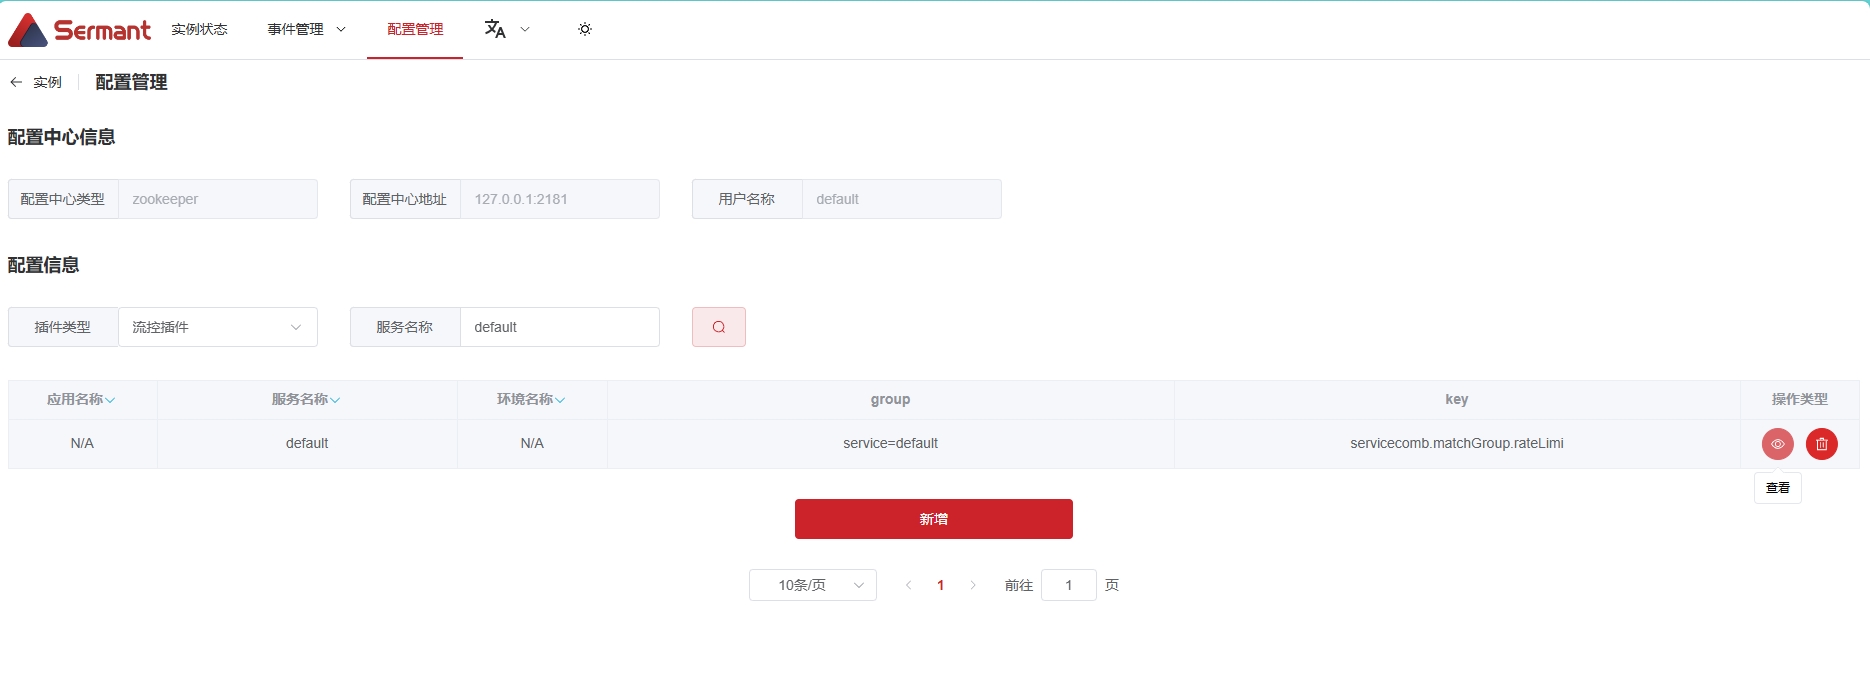 Sermant 实例状态 事件管理 配置管理
实例 配置管理
配置中心信息
配置中心类型 zookeeper 配置中心地址 127.0.0.1:2181 用户名称 default
配置信息
插件类型 流控插件 服务名称 default
应用名称 服务名称 环境名称 group key 操作类型
N/A default N/A service=default servicecomb.matchGroup.rateLimi
查看
新增
10条/页 1 前往 1 页